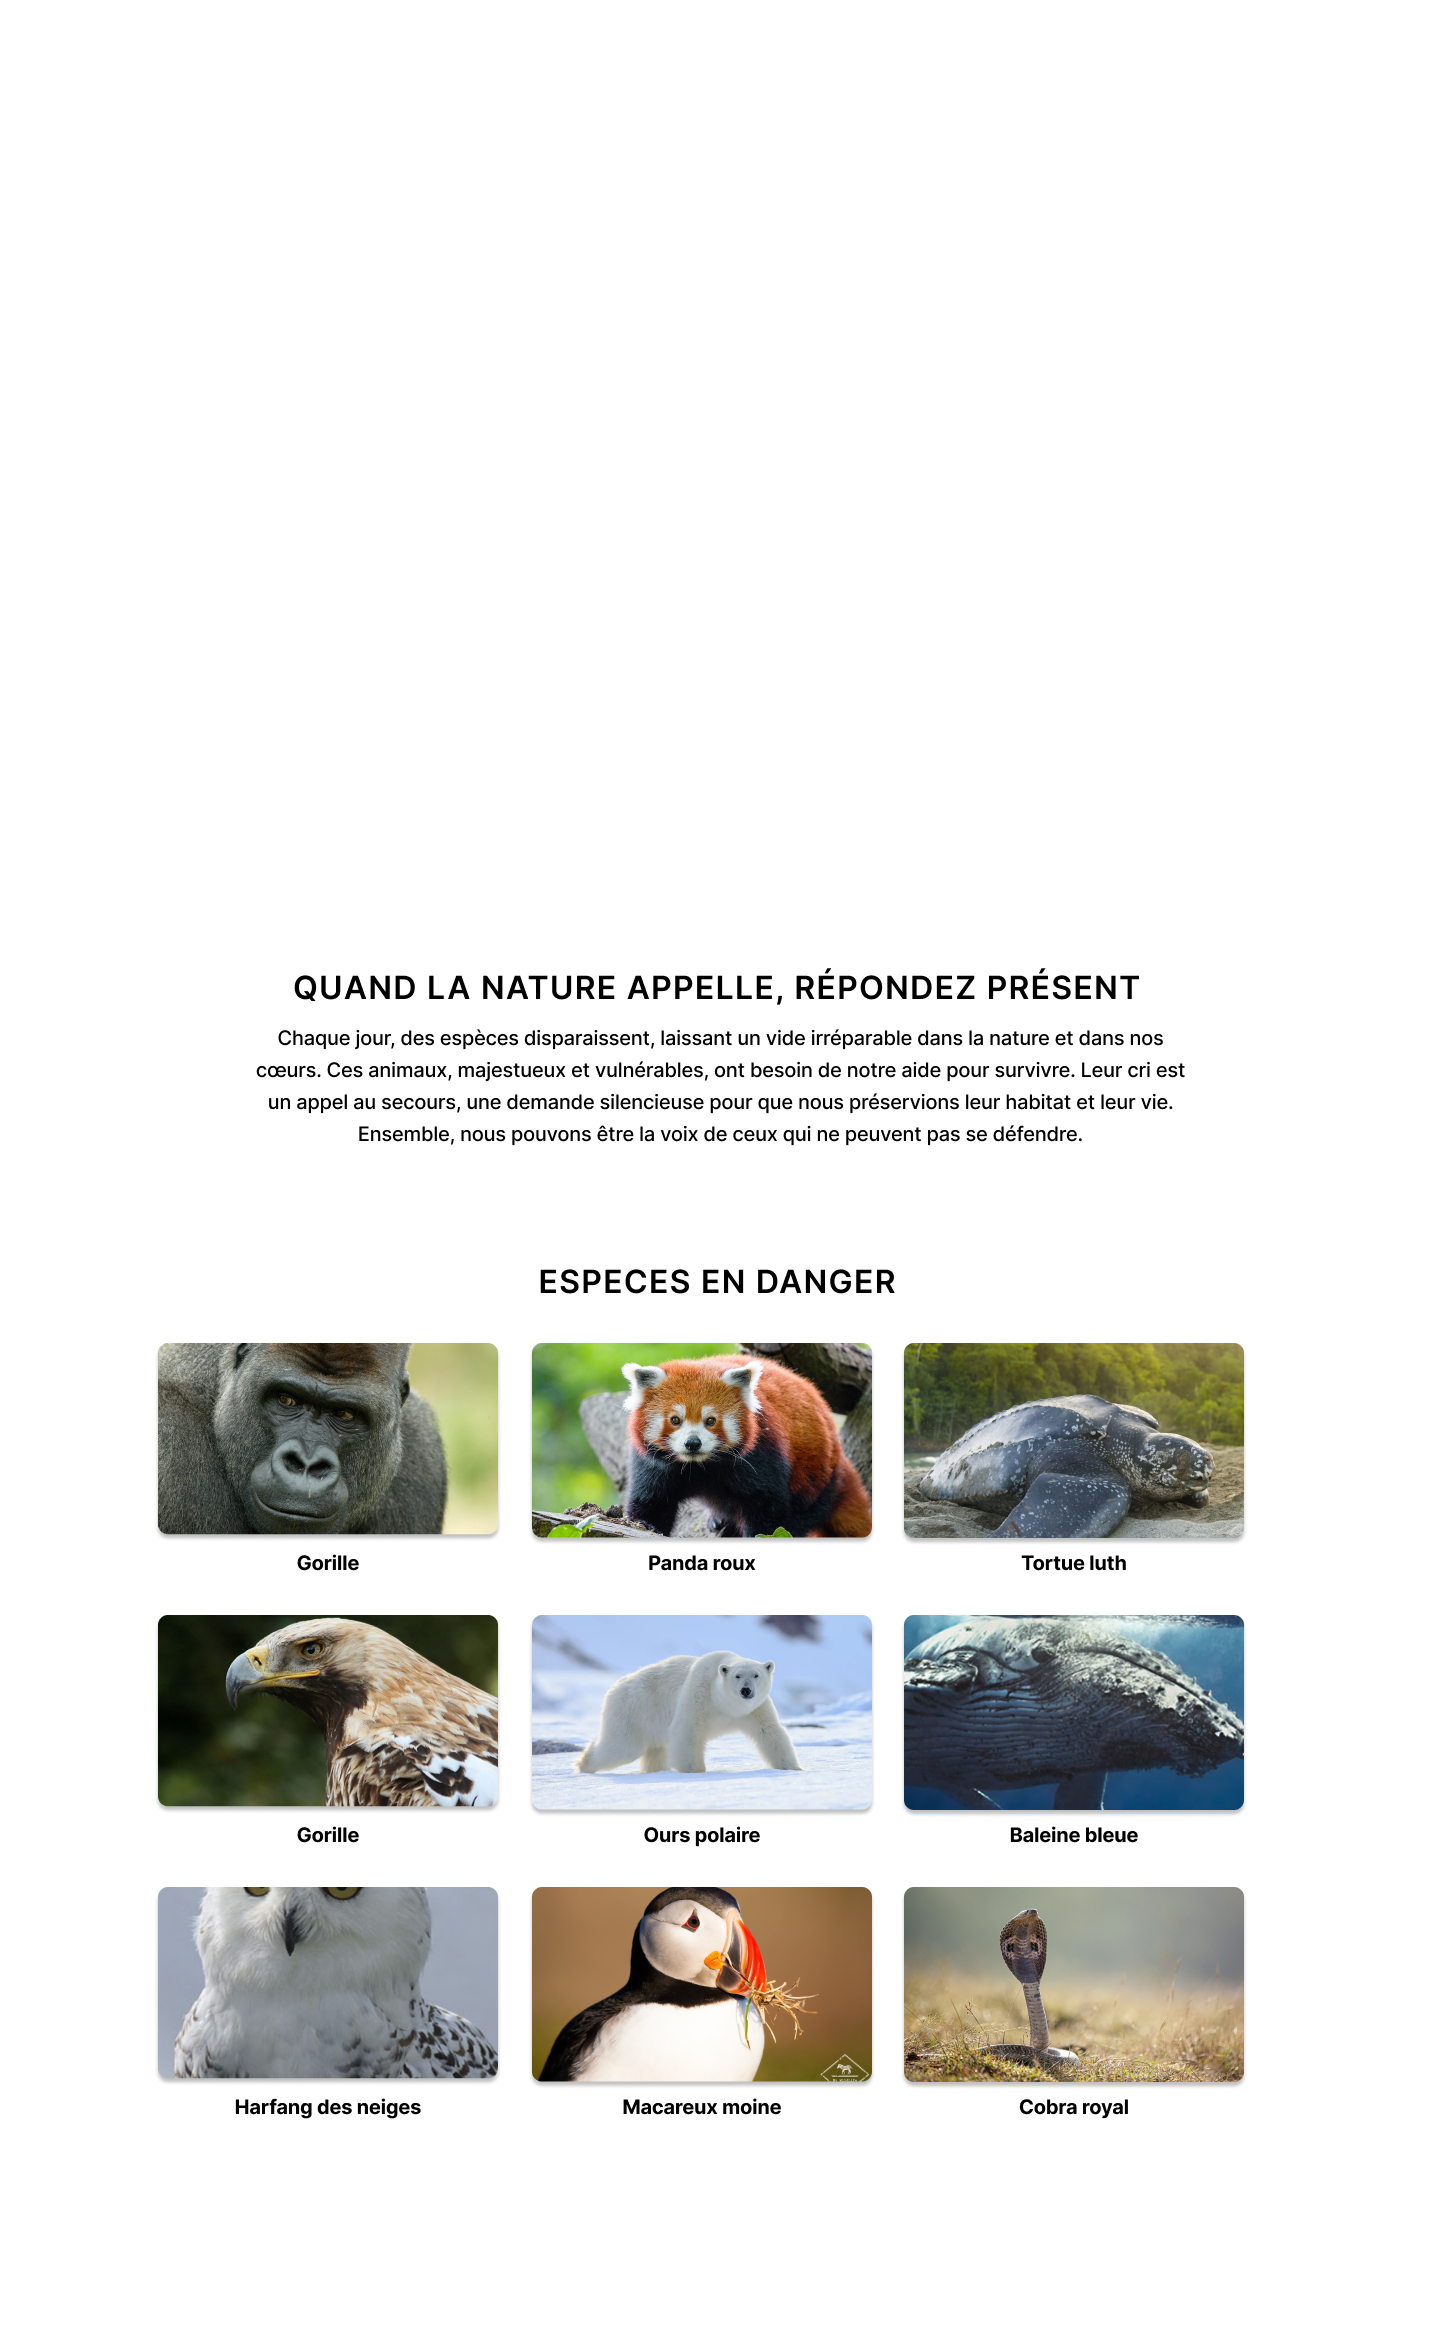 QUAND LA NATURE APPELLE, RÉPONDEZ PRÉSENT
Chaque jour, des espèces disparaissent, laissant un vide irréparable dans la nature et dans nos
cœurs. Ces animaux, majestueux et vulnérables, ont besoin de notre aide pour survivre. Leur cri est
un appel au secours, une demande silencieuse pour que nous préservions leur habitat et leur vie.
Ensemble, nous pouvons être la voix de ceux qui ne peuvent pas se défendre.
ESPECES EN DANGER
Gorille
Panda roux
Tortue luth
Gorille
Ours polaire
Baleine bleue
Harfang des neiges
Macareux moine
Cobra royal